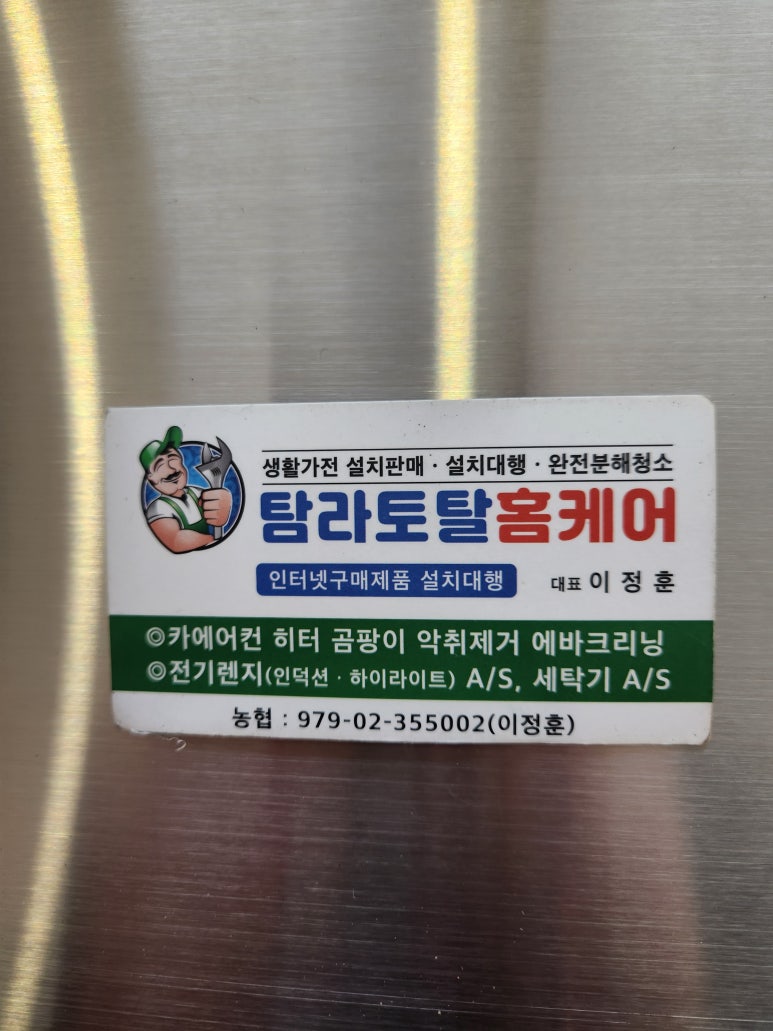 생활가전 설치판매 · 설치대행 · 완전분해청소
탐라토탈홈케어
인터넷구매제품 설치대행 대표 이정훈
◎카에어컨 히터 곰팡이 악취제거 에바크리닝
◎전기렌지(인덕션 · 하이라이트) A/S, 세탁기 A/S
농협 : 979-02-355002(이정훈)